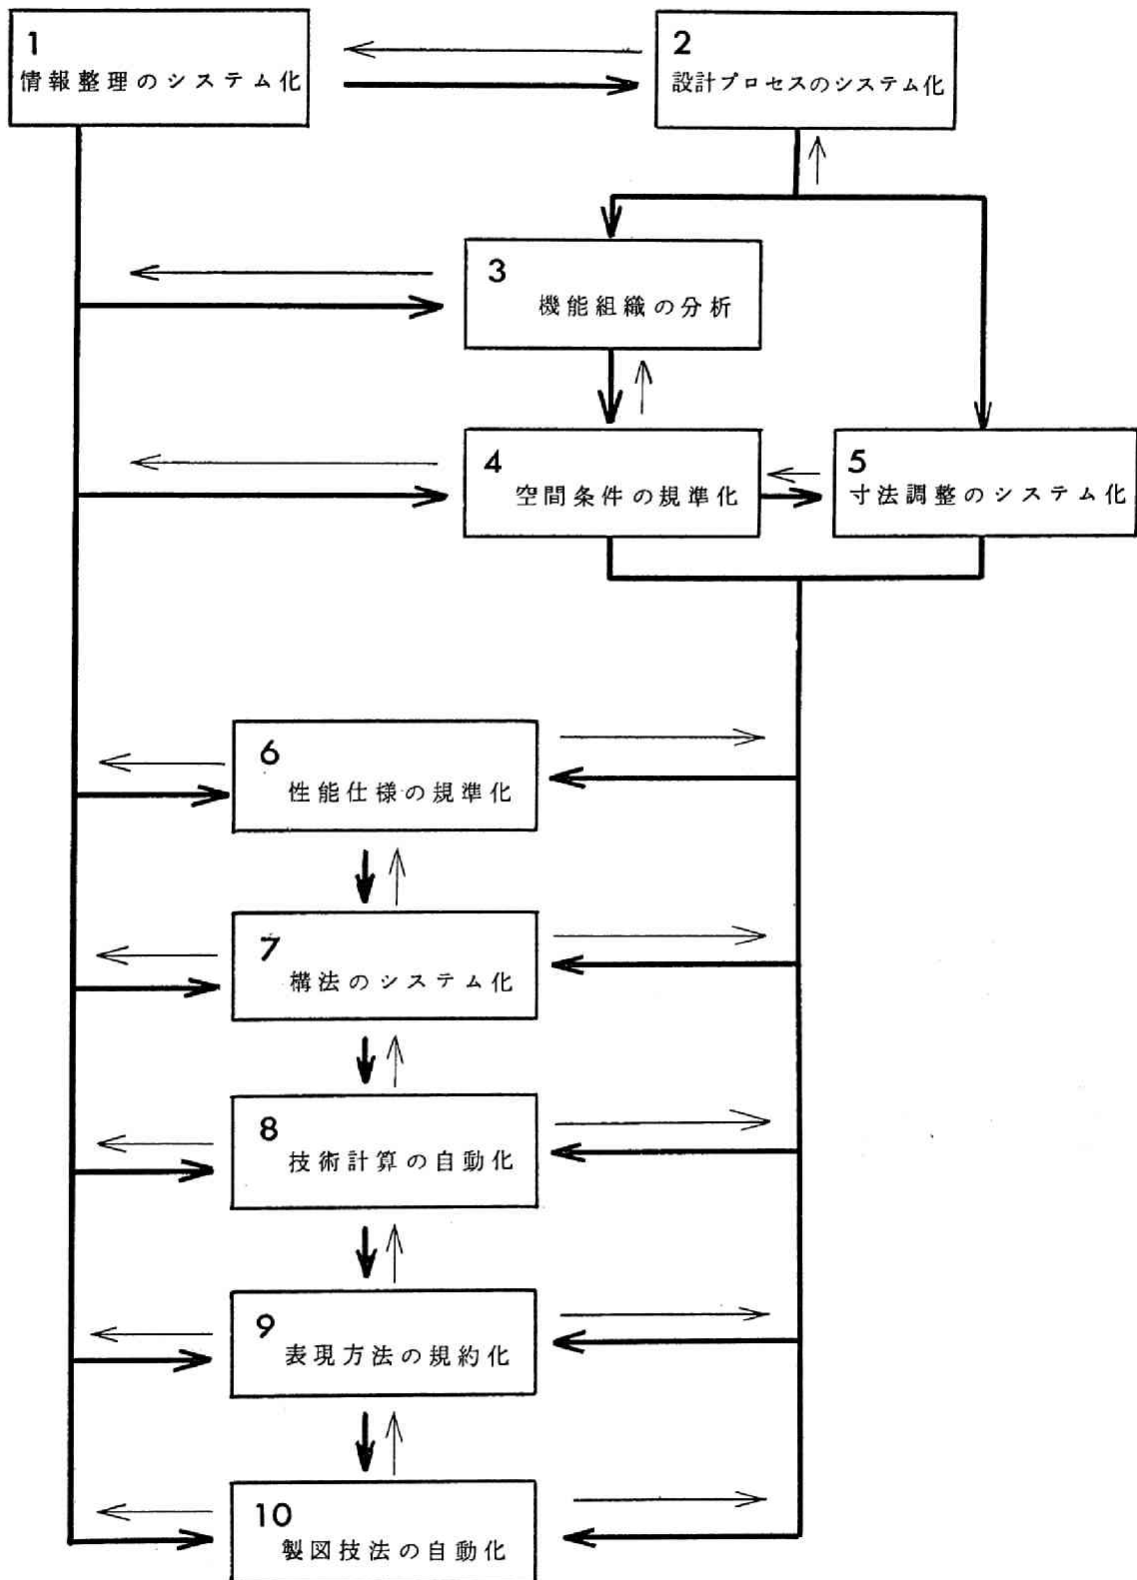 1
情報整理のシステム化
2
設計プロセスのシステム化
3
機能組織の分析
4
空間条件の規準化
5
寸法調整のシステム化
6
性能仕様の規準化
7
構法のシステム化
8
技術計算の自動化
9
表現方法の規約化
10
製図技法の自動化